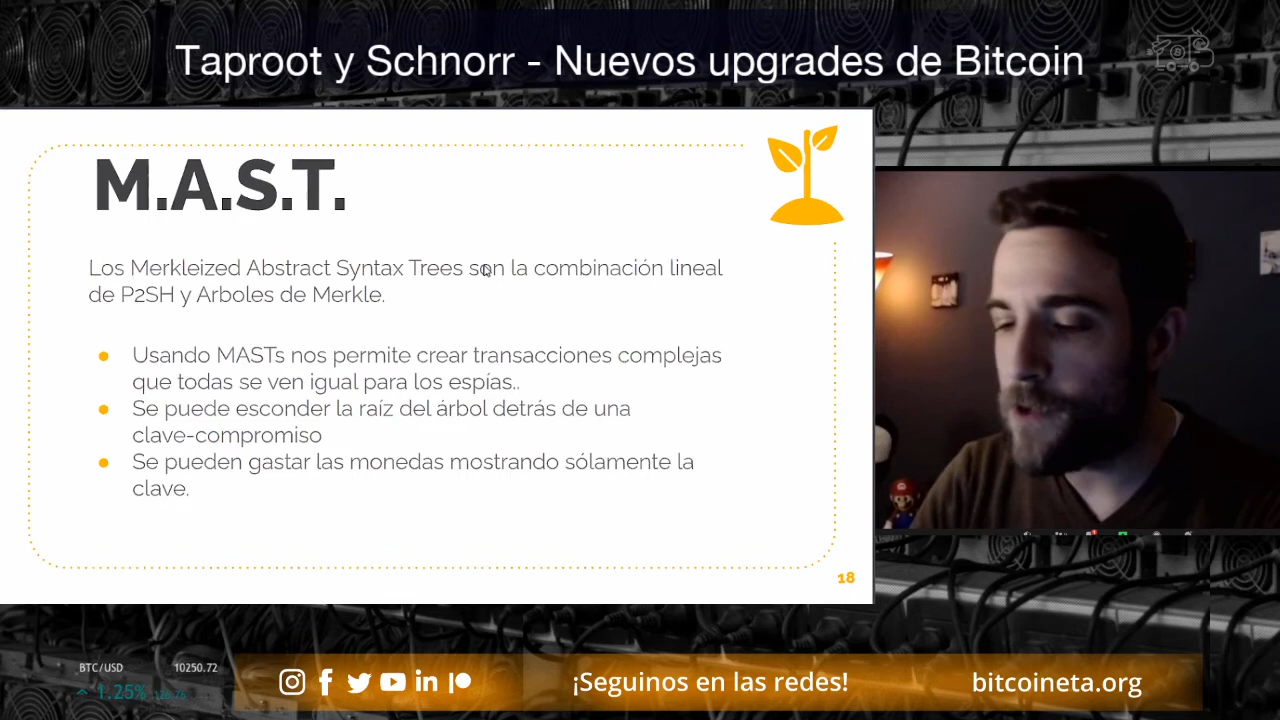 Taproot y Schnorr - Nuevos upgrades de Bitcoin
M.A.S.T.
Los Merkleized Abstract Syntax Trees son la combinación lineal
de P2SH y Arboles de Merkle.
Usando MASTs nos permite crear transacciones complejas
que todas se ven igual para los espías..
Se puede esconder la raíz del árbol detrás de una
clave-compromiso
Se pueden gastar las monedas mostrando sólamente la
clave.
18
BTC/USD 10250.72
1.25%
¡Seguinos en las redes!
bitcoineta.org